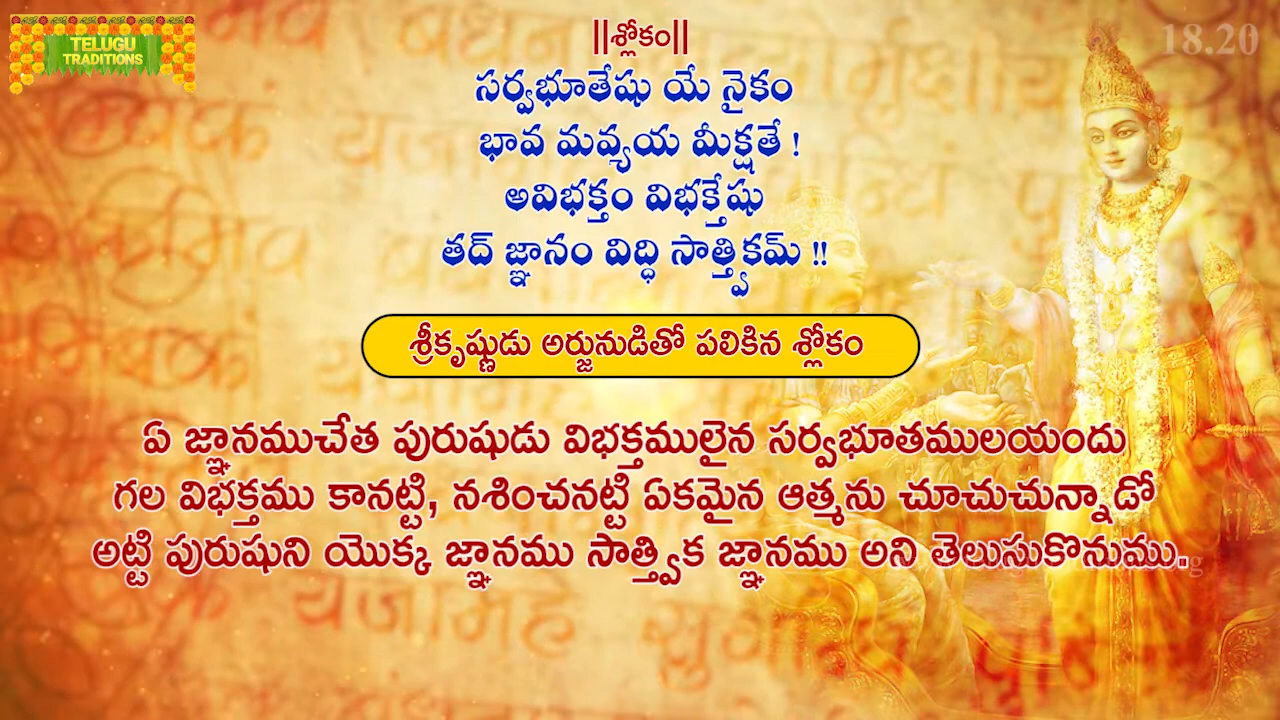 TELUGU
TRADITIONS
||శ్లోకం||
18.20
సర్వభూతేషు యే నైకం
భావ మవ్యయ మీక్షతే !
అవిభక్తం విభక్తేషు
తద్ జ్ఞానం విద్ధి సాత్త్వికమ్ !!
శ్రీకృష్ణుడు అర్జునుడితో పలికిన శ్లోకం
ఏ జ్ఞానముచేత పురుషుడు విభక్తములైన సర్వభూతములయందు
గల విభక్తము కానట్టి, నశించనట్టి ఏకమైన ఆత్మను చూచుచున్నాడో
అట్టి పురుషుని యొక్క జ్ఞానము సాత్త్విక జ్ఞానము అని తెలుసుకొనుము.